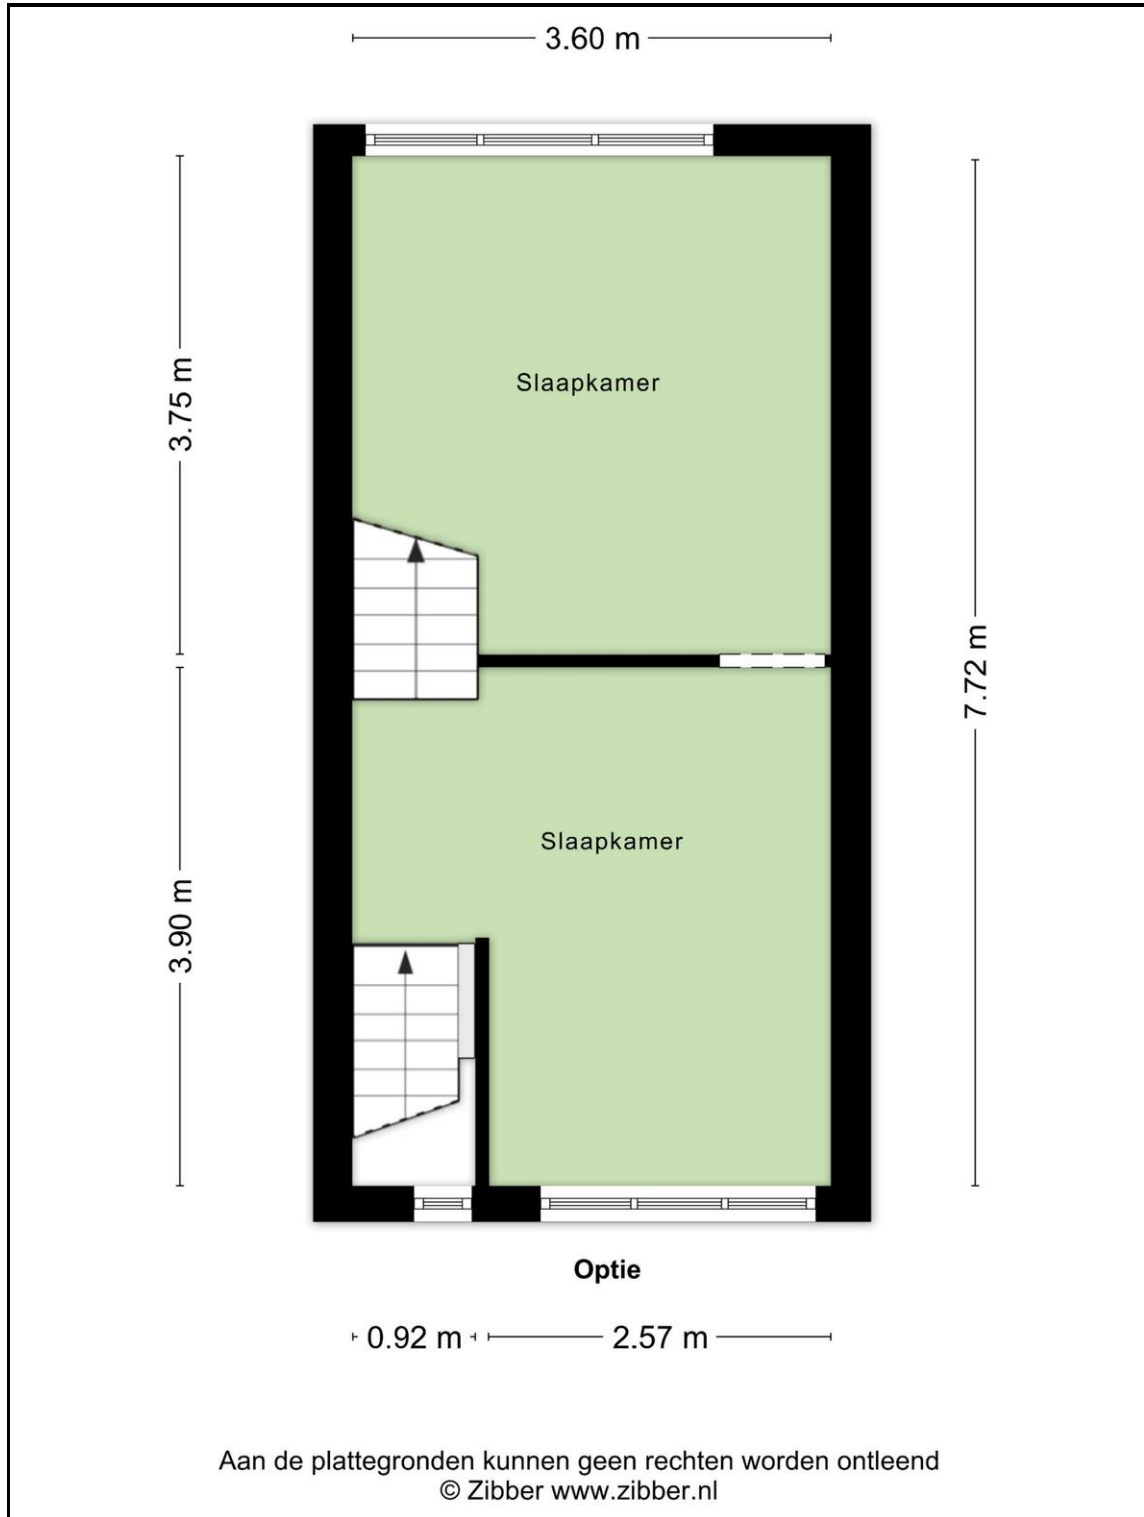 3.60 m
3.75 m
Slaapkamer
7.72 m
Slaapkamer
3.90 m
Optie
0.92 m
2.57 m
Aan de plattegronden kunnen geen rechten worden ontleend
© Zibber www.zibber.nl